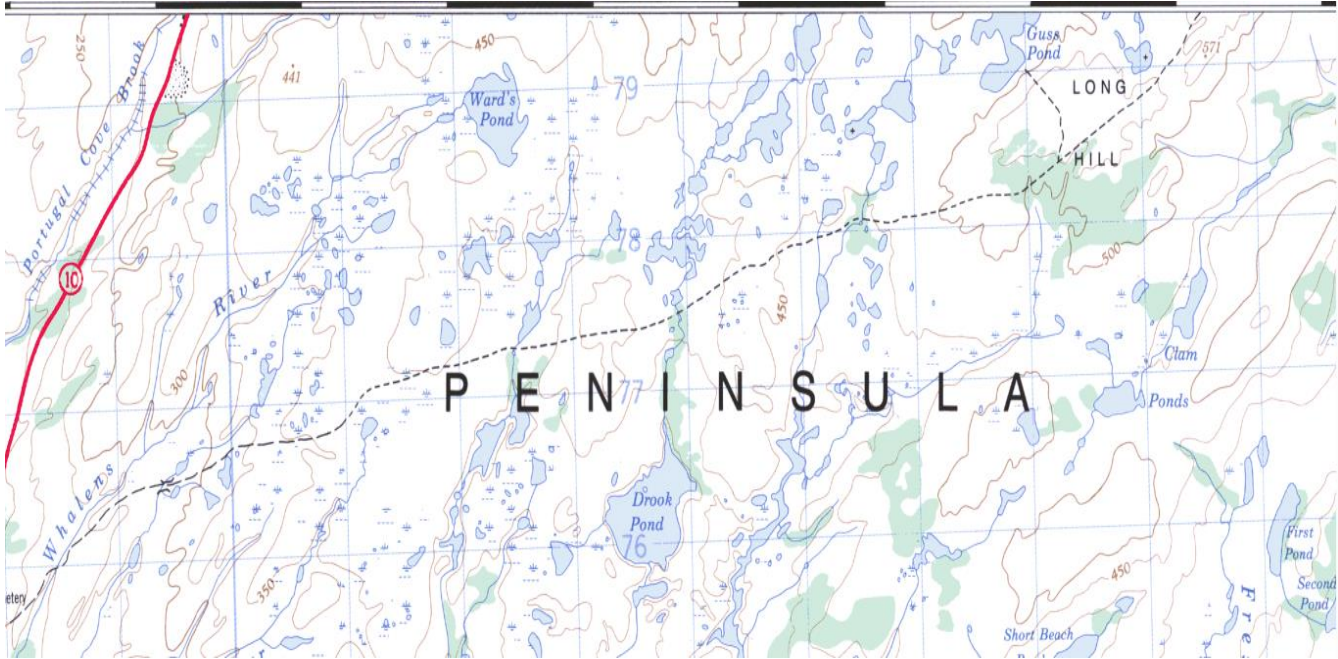 450
Guss
Pond
571
250
Portugal Cove Brook
441
79
LONG
Ward's
Pond
HILL
78
10
River
500
450
Clam
300
PENINSULA
77
Ponds
Whalens
Drook
Pond
76
First
Pond
450
350
Second
Pond
etery
Fres
Short Beach